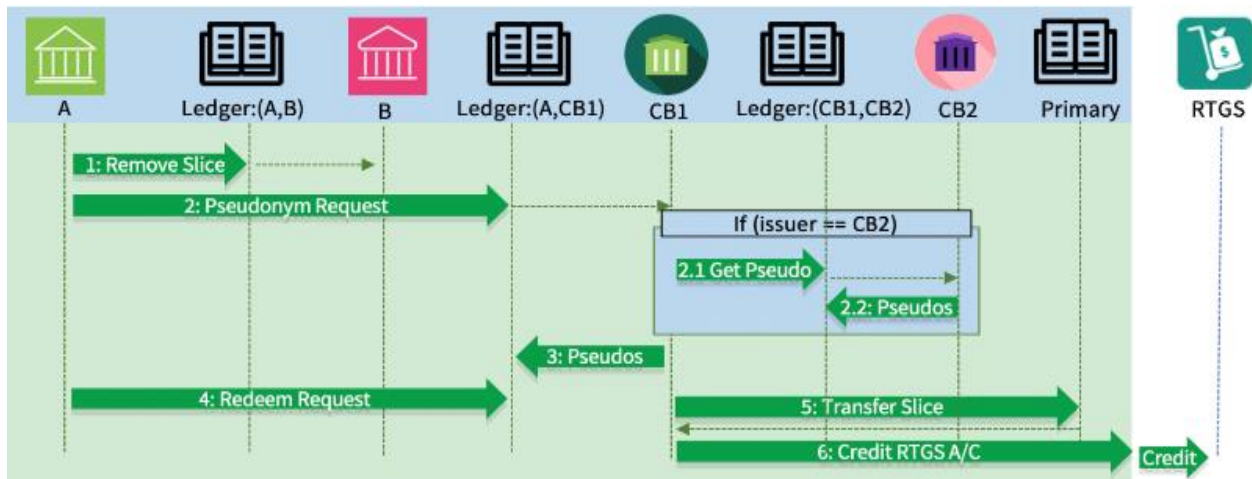 A
Ledger:(A,B)
B
Ledger:(A,CB1)
CB1
Ledger:(CB1,CB2)
CB2
Primary
RTGS
1: Remove Slice
2: Pseudonym Request
If (issuer == CB2)
2.1 Get Pseudo
2.2: Pseudos
3: Pseudos
4: Redeem Request
5: Transfer Slice
6: Credit RTGS A/C
Credit